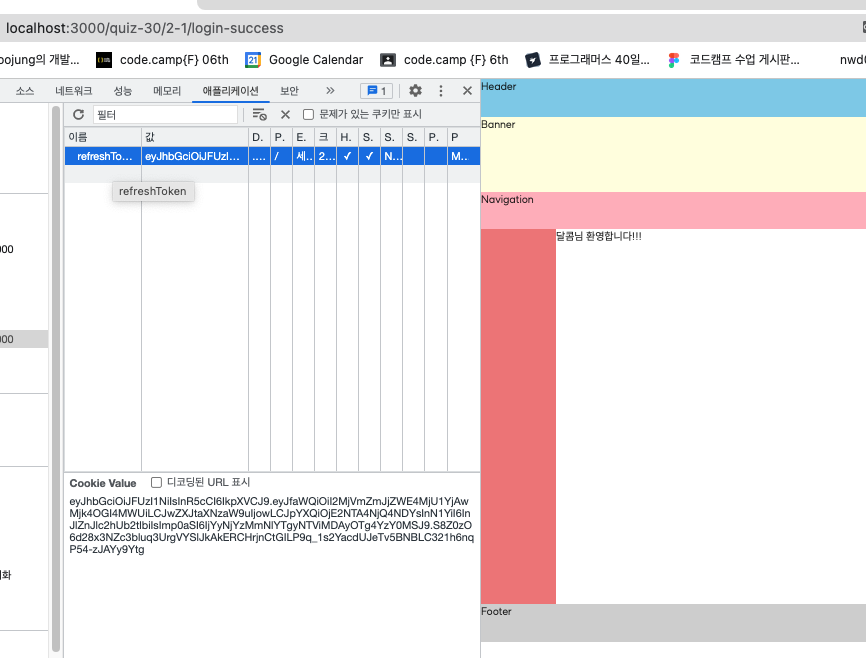 localhost:3000/quiz-30/2-1/login-success
oojung의 개발...
code.camp{F} 06th
21
Google Calendar
code.camp {F} 6th
프로그래머스 40일...
코드캠프 수업 게시판...
nwd
소스
네트워크
성능
메모리
애플리케이션
보안
»
1
필터
문제가 있는 쿠키만 표시
이름
값
D.
P.
E.
크
H.
S.
S.
S.
P.
P
refreshTo...
eyJhbGciOiJFUzI...
....
/
세..
2...
✓
✓
N...
M...
refreshToken
000
000
화
Cookie Value
디코딩된 URL 표시
Header
Banner
Navigation
달콤님 환영합니다!!!
Footer